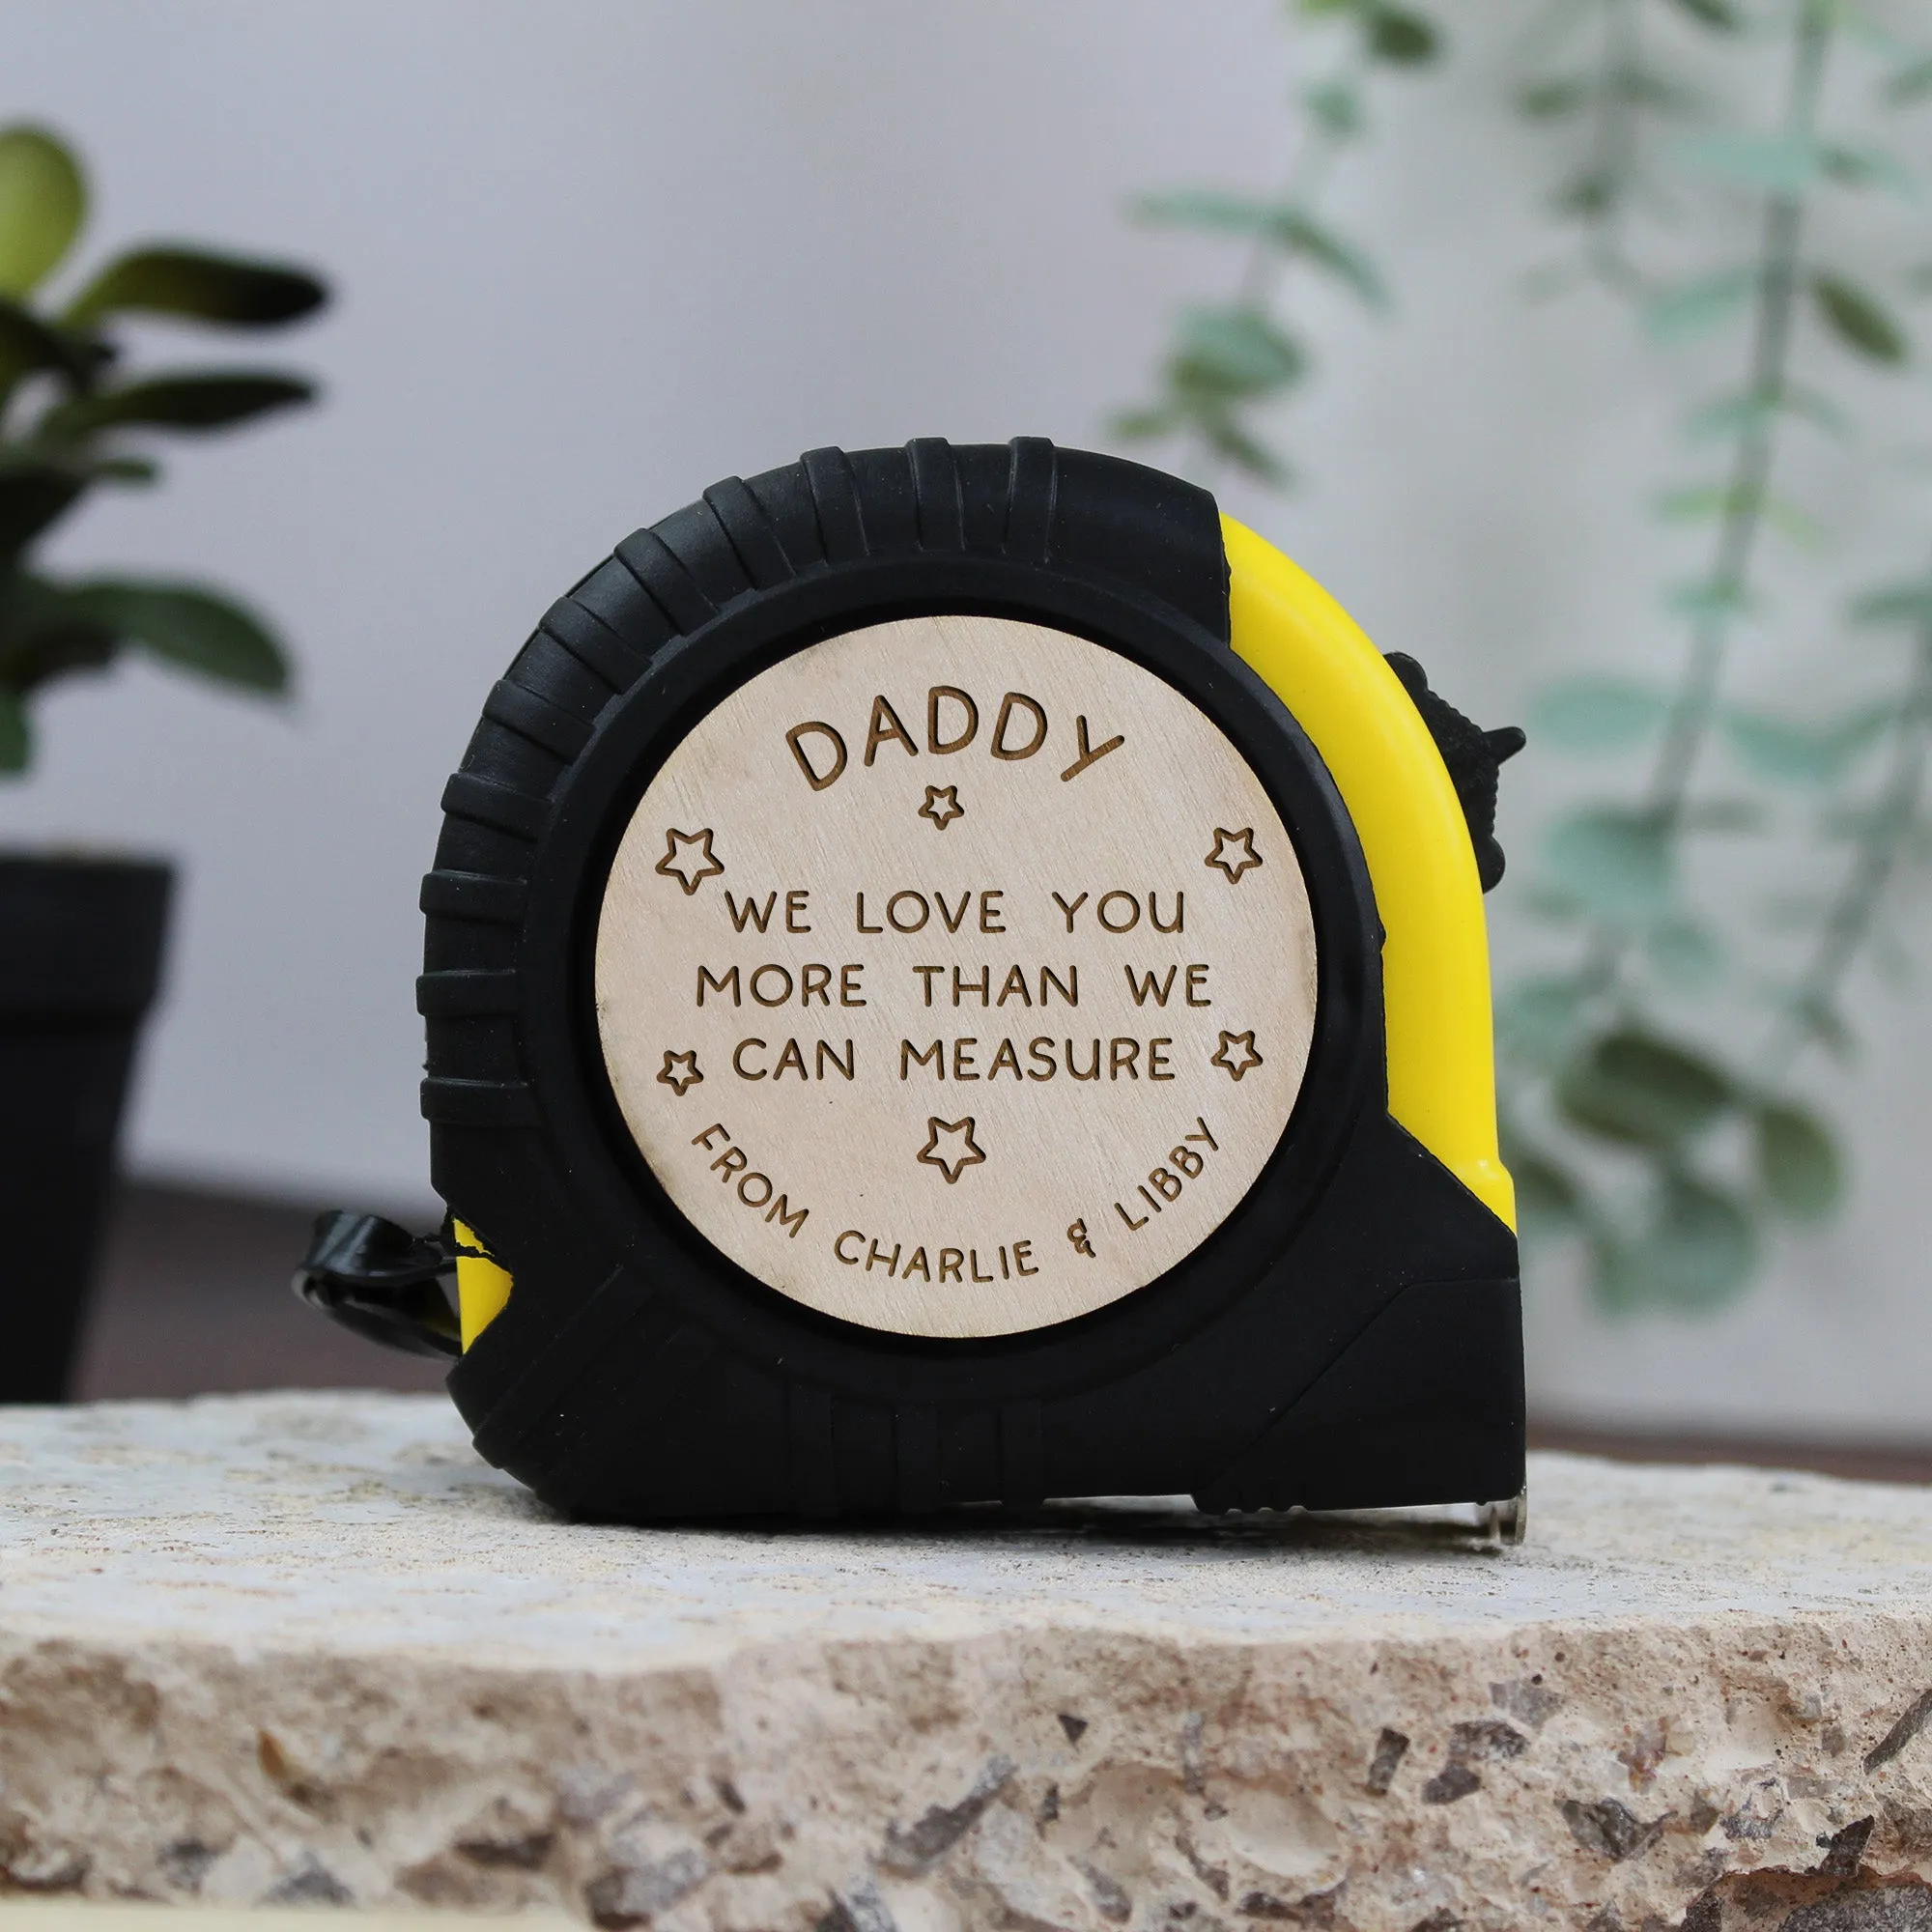 DADDY
WE LOVE YOU
MORE THAN WE
CAN MEASURE
FROM CHARLIE & LIBBY